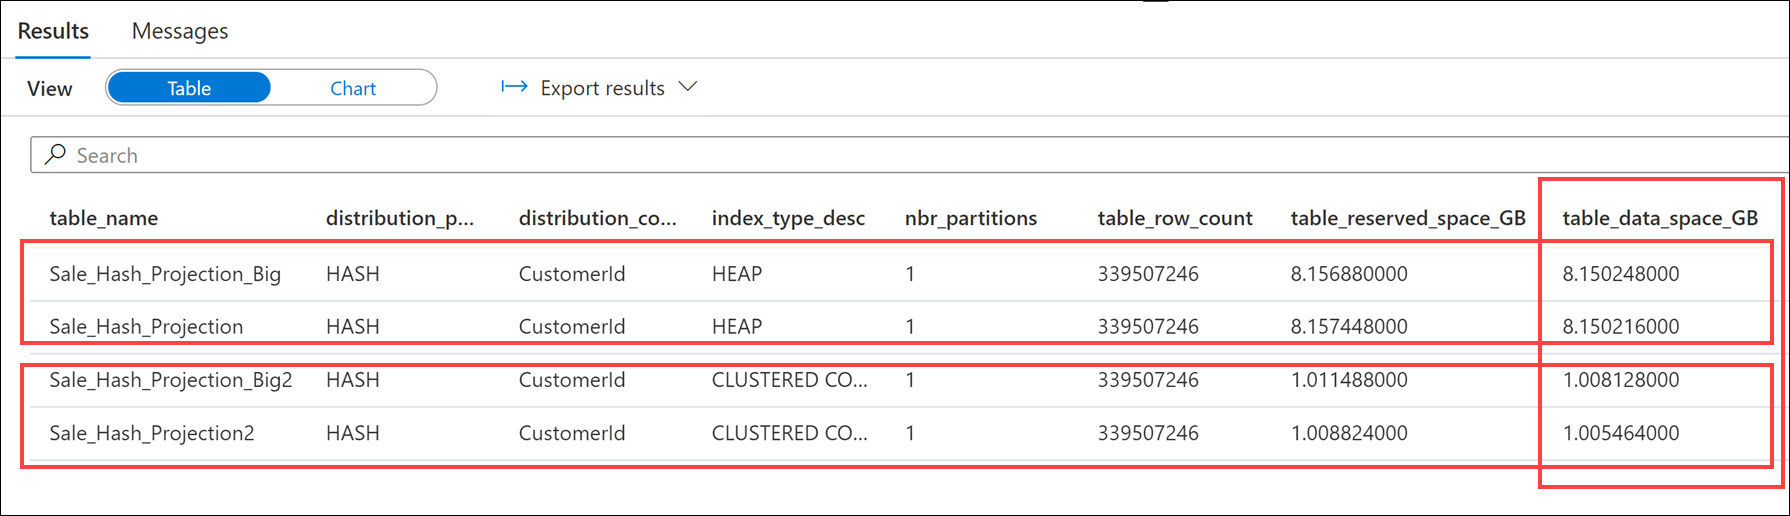 Results Messages
View Table Chart Export results
Search
table_name distribution_p... distribution_co... index_type_desc nbr_partitions table_row_count table_reserved_space_GB table_data_space_GB
Sale_Hash_Projection_Big HASH CustomerId HEAP 1 339507246 8.156880000 8.150248000
Sale_Hash_Projection HASH CustomerId HEAP 1 339507246 8.157448000 8.150216000
Sale_Hash_Projection_Big2 HASH CustomerId CLUSTERED CO... 1 339507246 1.011488000 1.008128000
Sale_Hash_Projection2 HASH CustomerId CLUSTERED CO... 1 339507246 1.008824000 1.005464000